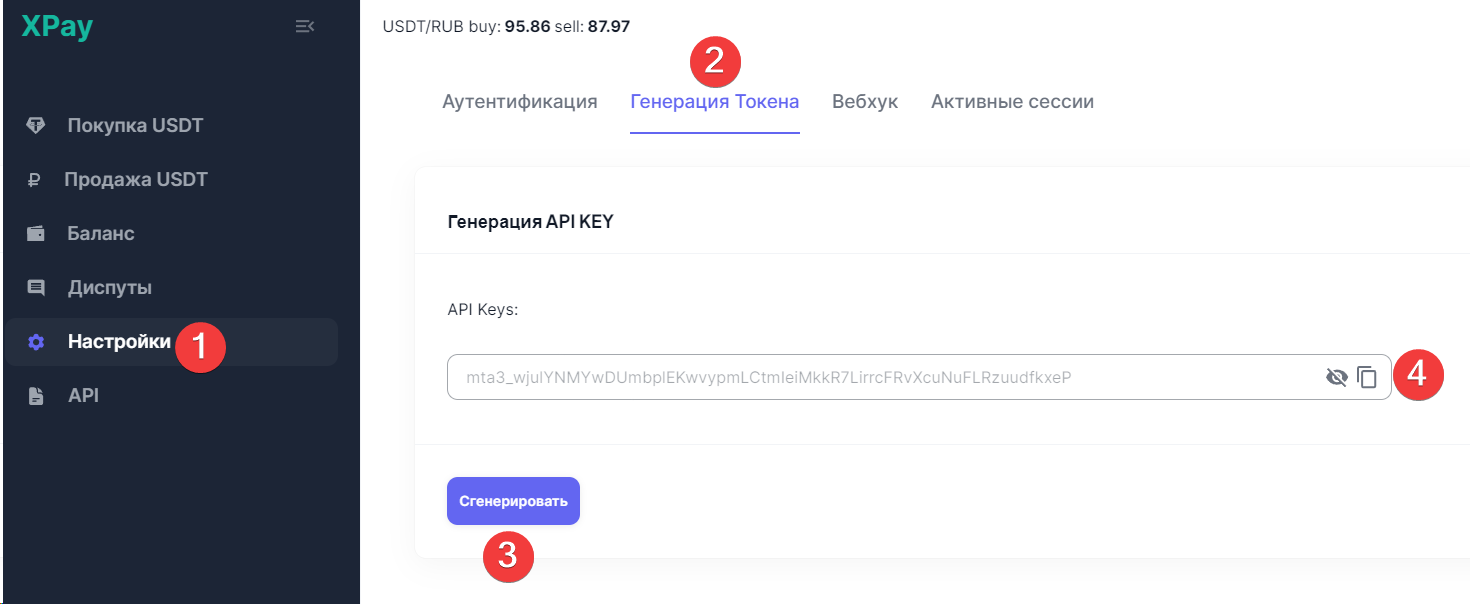 XPay
USDT/RUB buy: 95.86 sell: 87.97
2
Аутентификация Генерация Токена Вебхук Активные сессии
Покупка USDT
Продажа USDT
Баланс
Диспуты
Настройки 1
API
Генерация API KEY
API Keys:
mta3_wjuIYNMYwDUmbplEKwvypmLCtmIeiMkkR7LirrcFRvXcuNuFLRzuudfkxeP 4
Сгенерировать
3